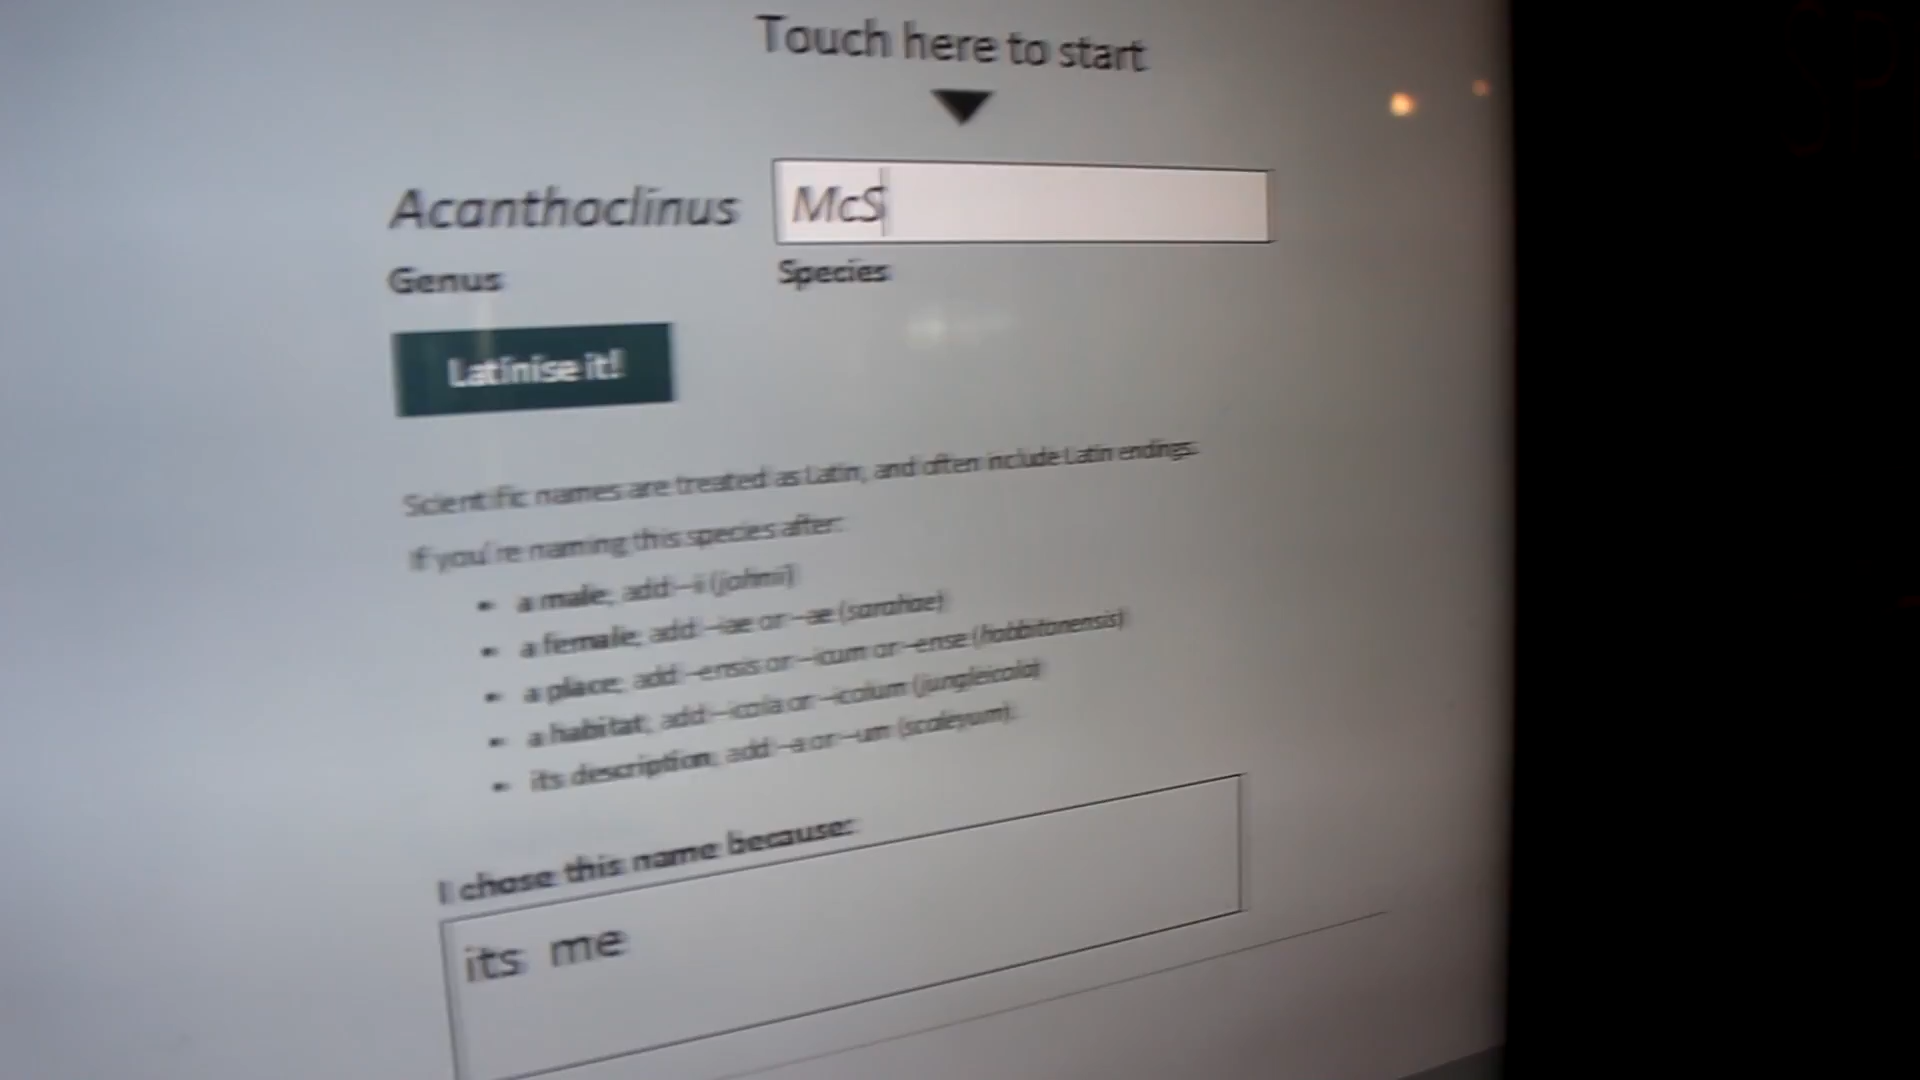 Touch here to start
Acanthoclinus McS
Genus Species
Latinise it!
Scientific names are treated as Latin, and often include Latin endings.
If you're naming this species after:
• a male; add –ii (johnii)
• a female; add –iae or –ae (sarahae)
• a place; add –ensis or –icum or –ense (hobbitonensis)
• a habitat; add –icola or –icolum (jungleicola)
• its description; add –a or –um (scaleyum).
I chose this name because:
its me